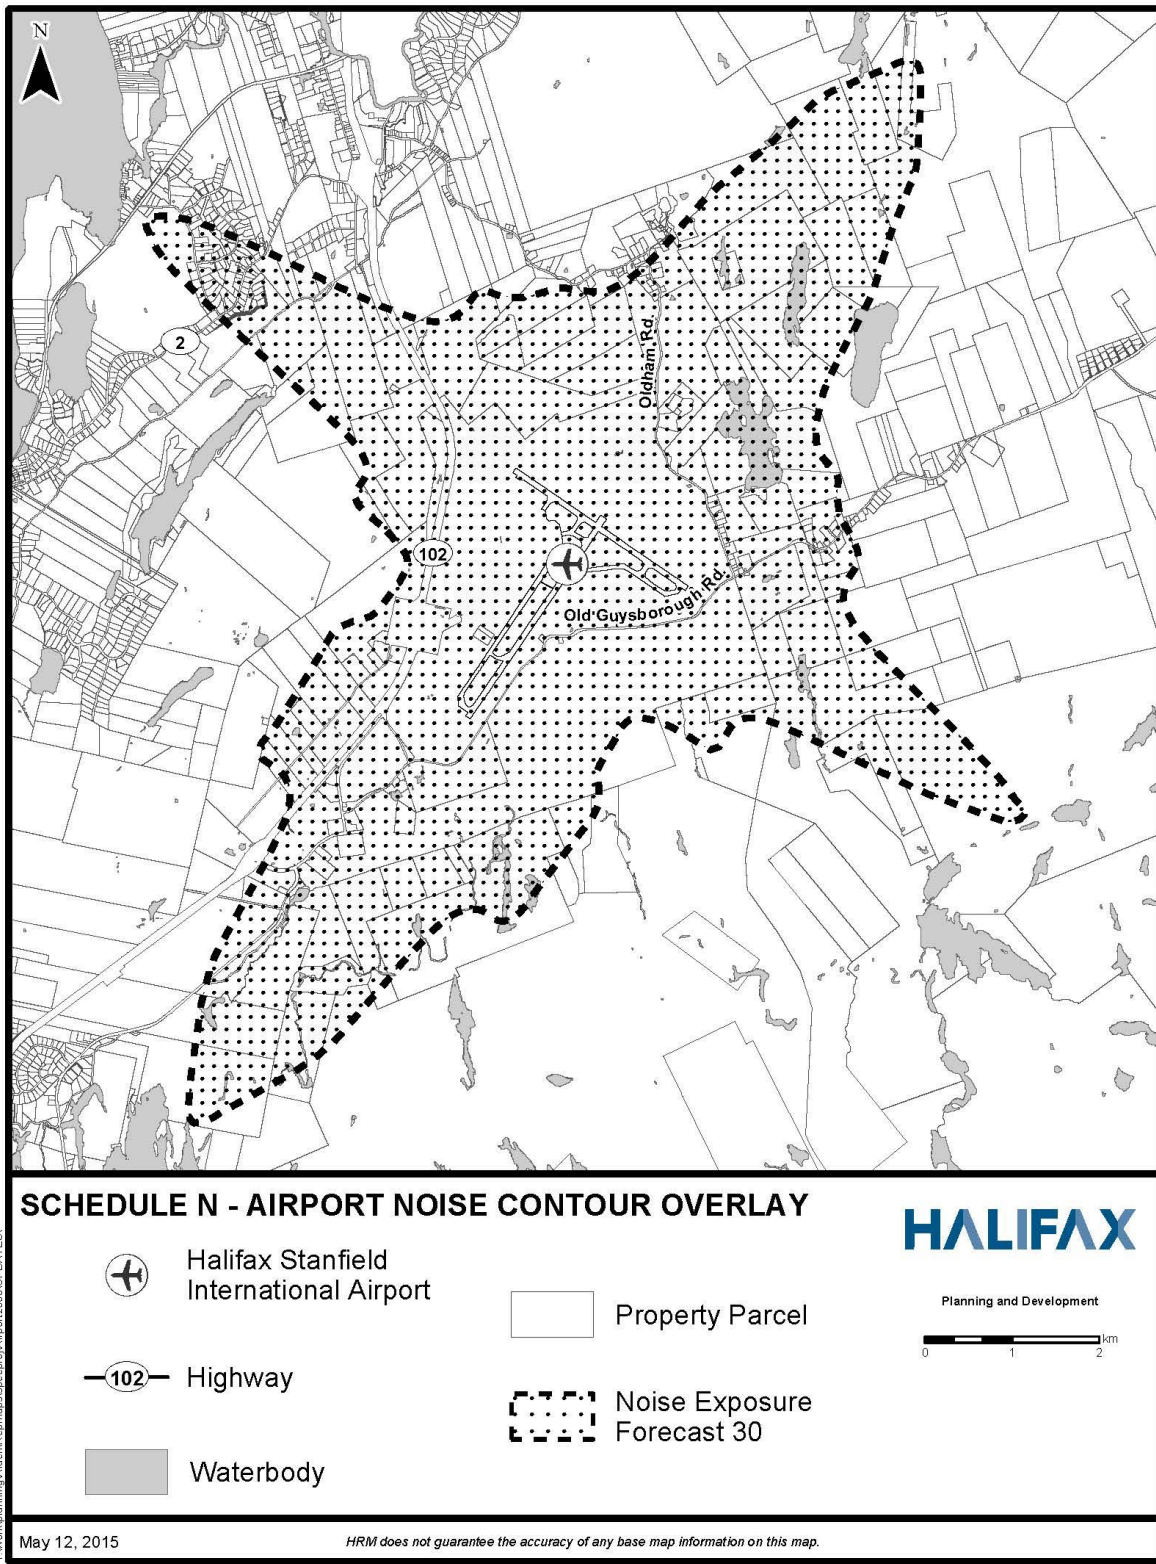 N
2
Oldham Rd.
102
Old Guysborough Rd.
SCHEDULE N - AIRPORT NOISE CONTOUR OVERLAY
HALIFAX
Halifax Stanfield
International Airport
Planning and Development
Property Parcel
km
0 1 2
102
Highway
Noise Exposure
Forecast 30
Waterbody
May 12, 2015
HRM does not guarantee the accuracy of any base map information on this map.